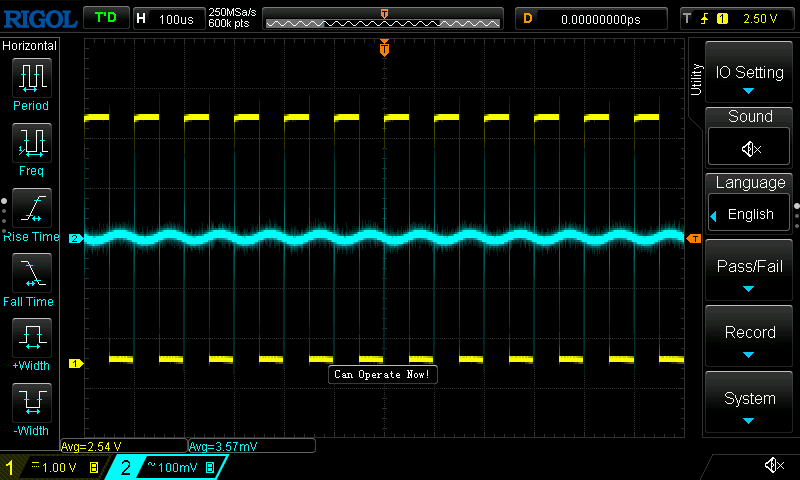 RIGOL T'D H 100us 250MSa/s 600k pts T D 0.00000000ps T 1 2.50 V
Horizontal
Period
Freq
Rise Time
Fall Time
+Width
-Width
T
2
T
1
Can Operate Now!
Avg=2.54 V Avg=3.57mV
1 1.00 V B 2 ~ 100mV B
Utility
IO Setting
Sound
Language
English
Pass/Fail
Record
System